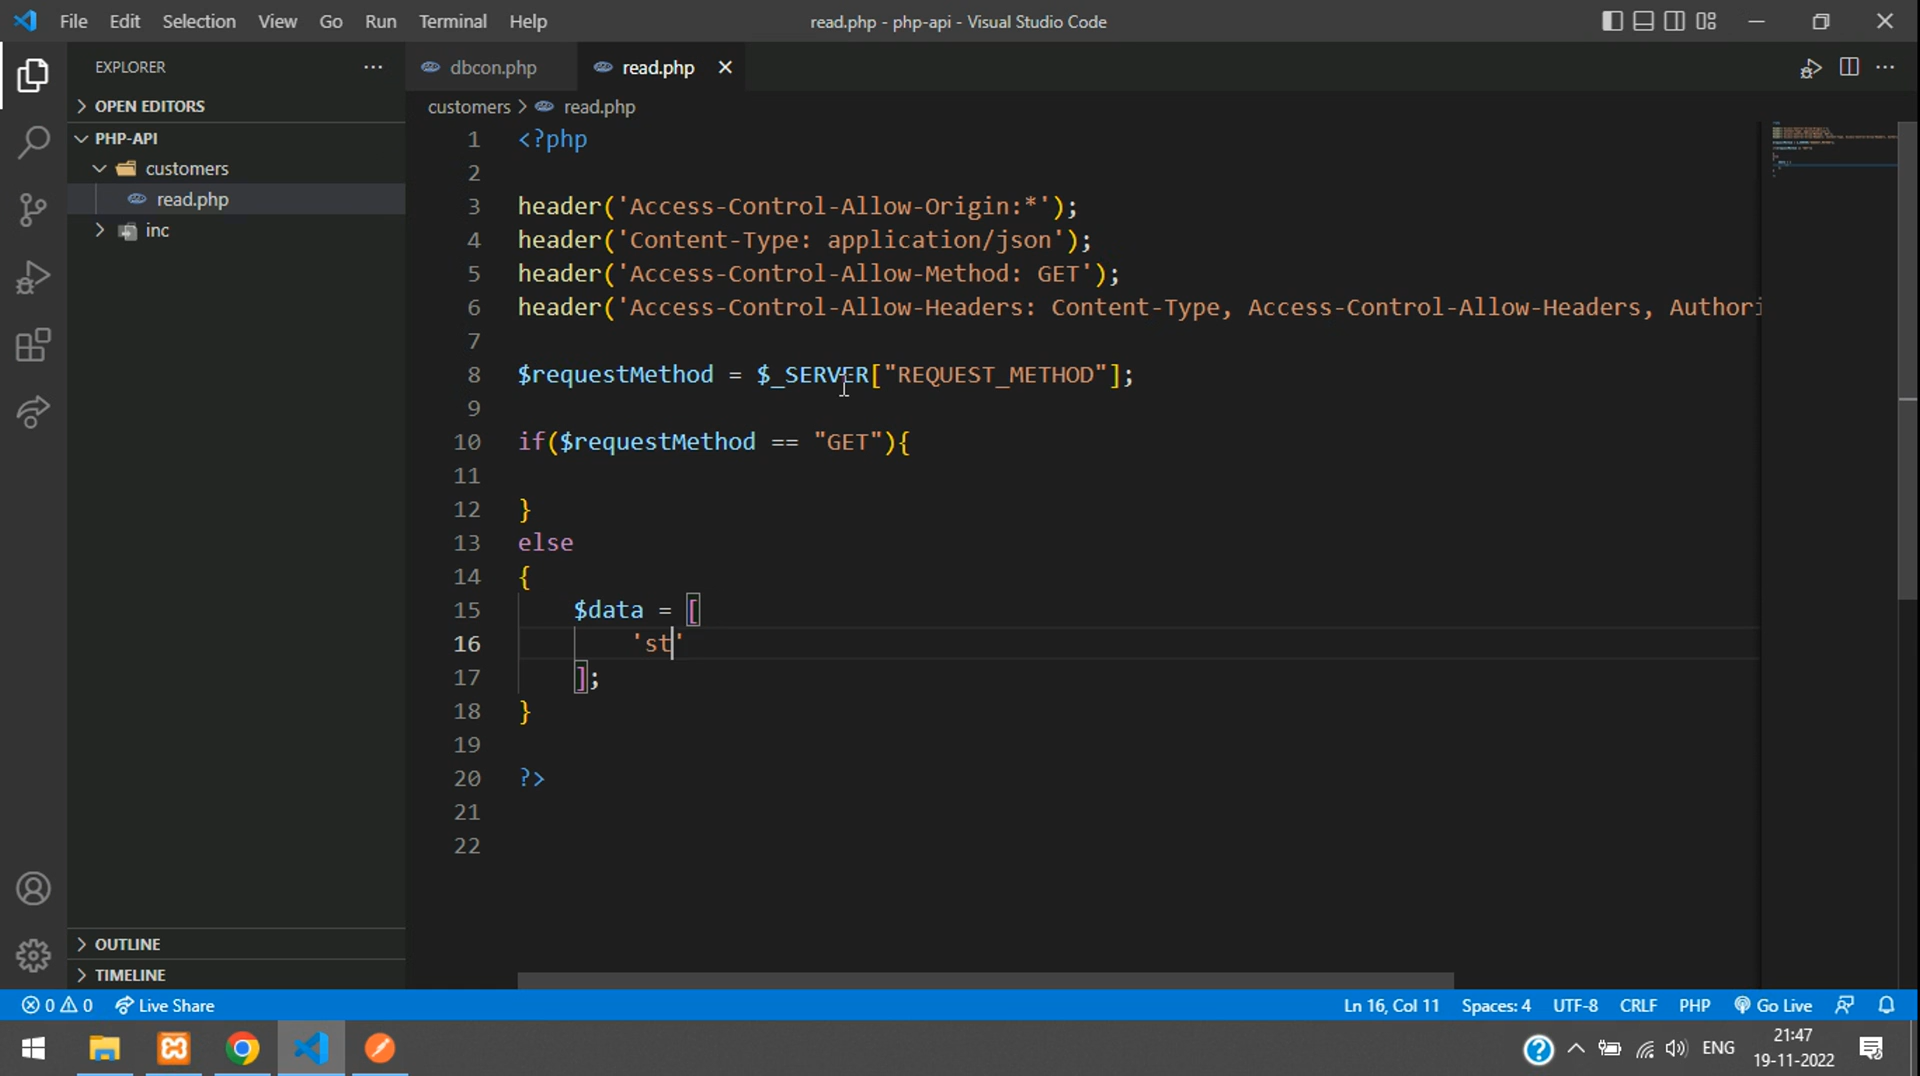 File Edit Selection View Go Run Terminal Help
read.php - php-api - Visual Studio Code
EXPLORER
OPEN EDITORS
PHP-API
customers
read.php
inc
OUTLINE
TIMELINE
dbcon.php
read.php
customers > read.php
1 <?php
2
3 header('Access-Control-Allow-Origin:*');
4 header('Content-Type: application/json');
5 header('Access-Control-Allow-Method: GET');
6 header('Access-Control-Allow-Headers: Content-Type, Access-Control-Allow-Headers, Authori
7
8 $requestMethod = $_SERVER["REQUEST_METHOD"];
9
10 if($requestMethod == "GET"){
11
12 }
13 else
14 {
15 $data = [
16 'st'
17 ];
18 }
19
20 ?>
21
22
0 0 Live Share
Ln 16, Col 11 Spaces: 4 UTF-8 CRLF PHP Go Live
ENG
21:47
19-11-2022